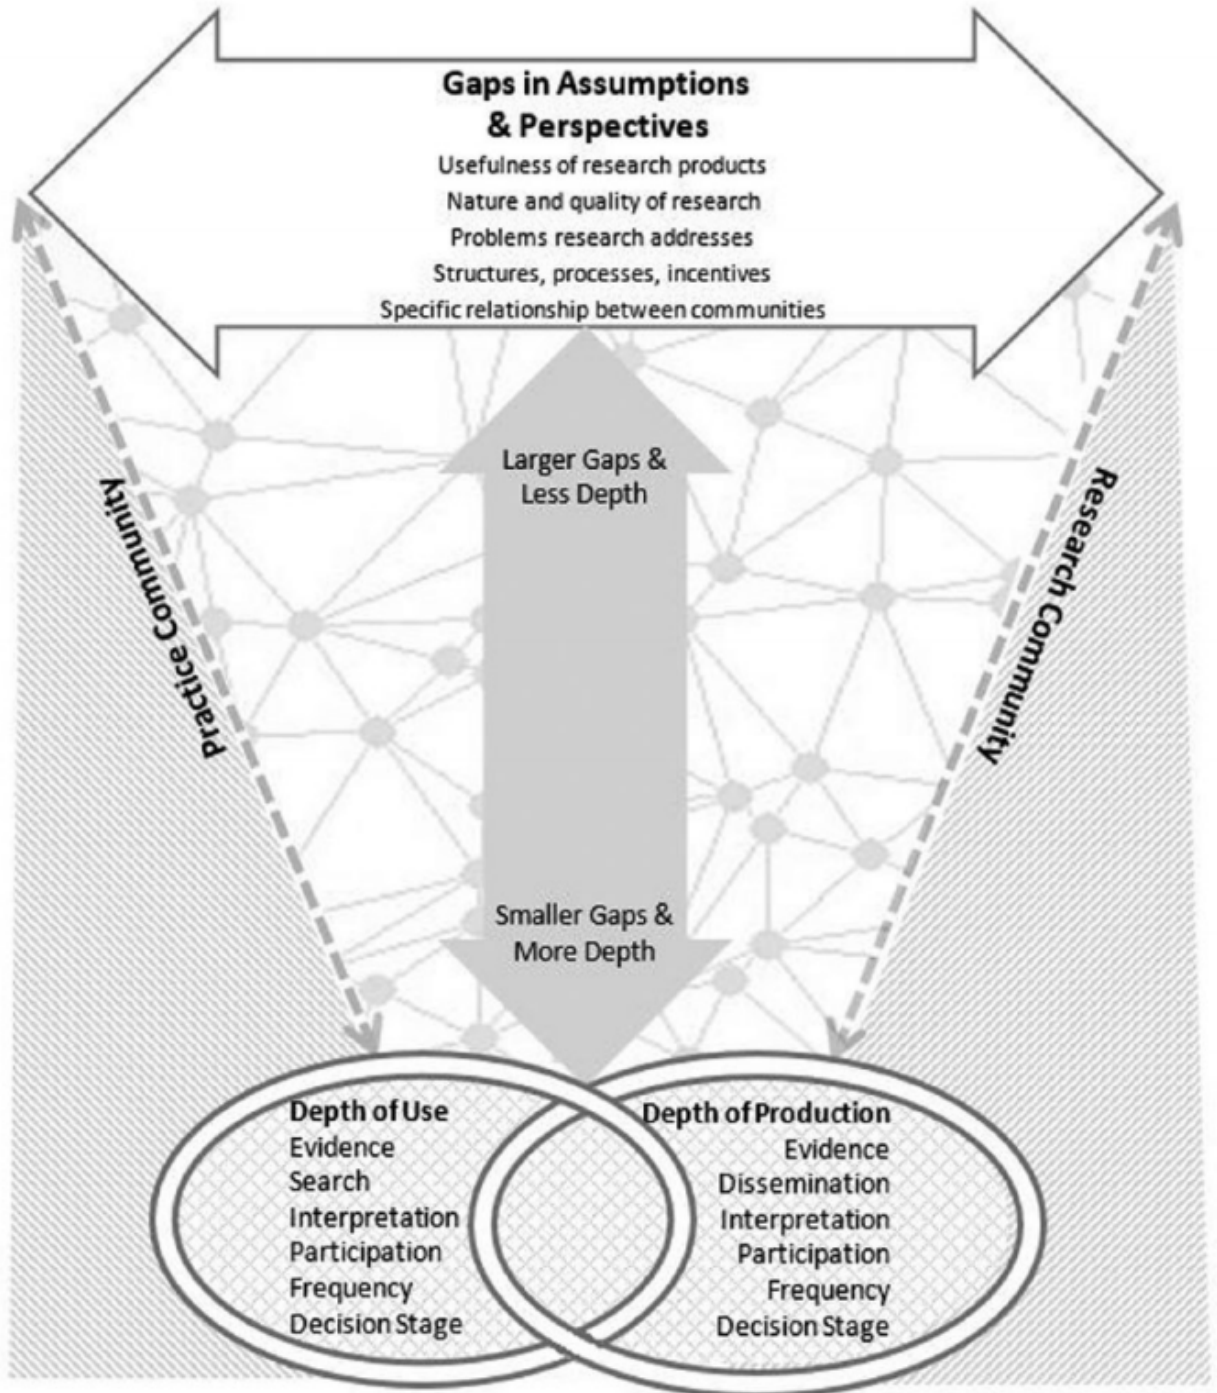 Gaps in Assumptions
& Perspectives
Usefulness of research products
Nature and quality of research
Problems research addresses
Structures, processes, incentives
Specific relationship between communities
Larger Gaps &
Less Depth
Practice Community
Research Community
Smaller Gaps &
More Depth
Depth of Use
Evidence
Search
Interpretation
Participation
Frequency
Decision Stage
Depth of Production
Evidence
Dissemination
Interpretation
Participation
Frequency
Decision Stage